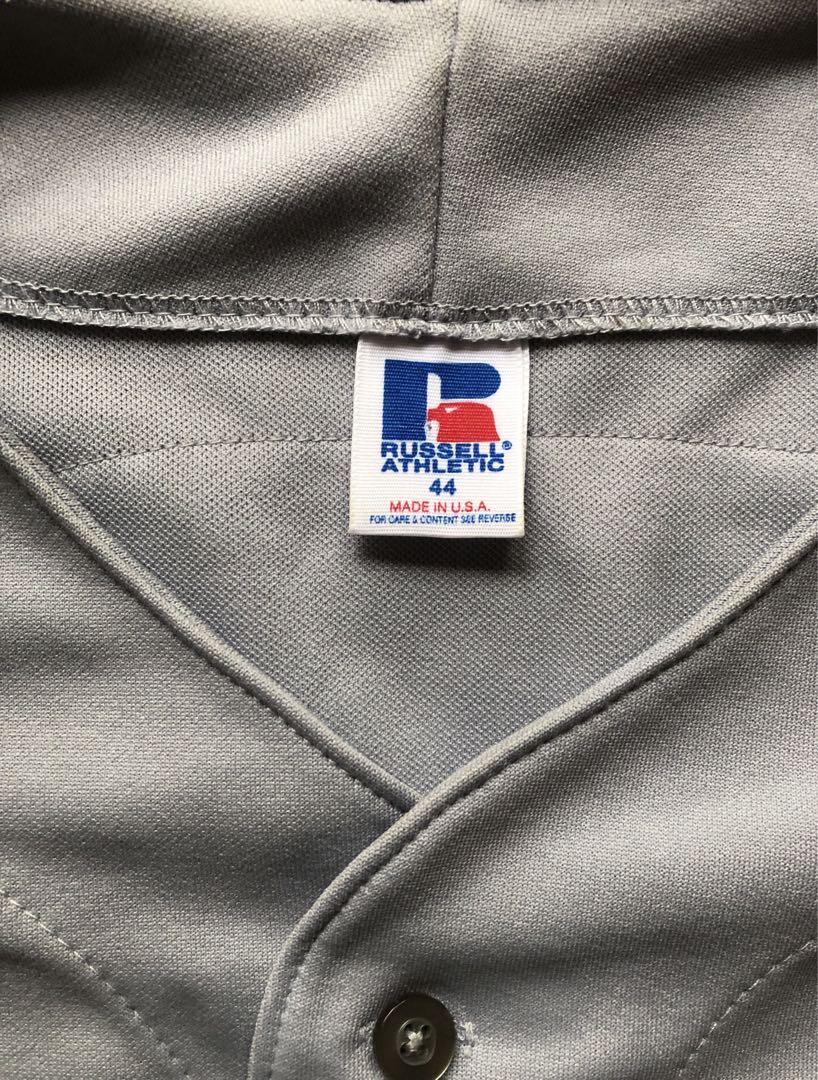 RUSSELL®
ATHLETIC
44
MADE IN U.S.A.
FOR CARE & CONTENT SEE REVERSE